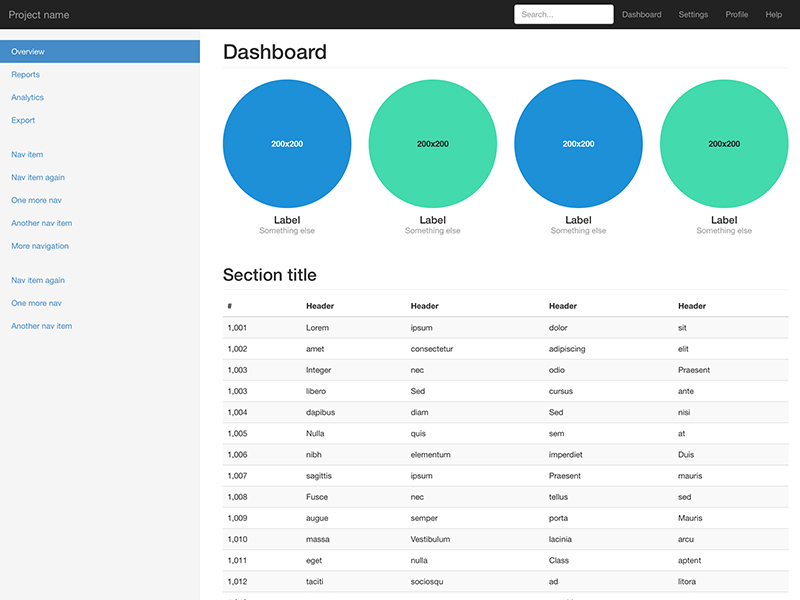 Project name
Search...
Dashboard Settings Profile Help
Overview
Reports
Analytics
Export
Nav item
Nav item again
One more nav
Another nav item
More navigation
Nav item again
One more nav
Another nav item
Dashboard
200x200 200x200 200x200 200x200
Label Label Label Label
Something else Something else Something else Something else
Section title
# Header Header Header Header
1,001 Lorem ipsum dolor sit
1,002 amet consectetur adipiscing elit
1,003 Integer nec odio Praesent
1,003 libero Sed cursus ante
1,004 dapibus diam Sed nisi
1,005 Nulla quis sem at
1,006 nibh elementum imperdiet Duis
1,007 sagittis ipsum Praesent mauris
1,008 Fusce nec tellus sed
1,009 augue semper porta Mauris
1,010 massa Vestibulum lacinia arcu
1,011 eget nulla Class aptent
1,012 taciti sociosqu ad litora